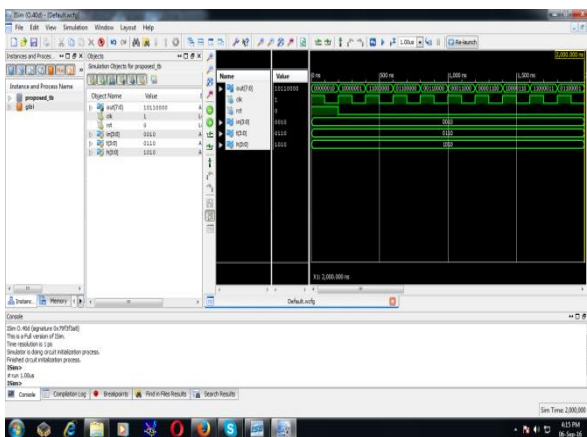 ISim (O.40d) - [Default.wcfg]
File Edit View Simulation Window Layout Help
1.00us
Re-launch
Instances and Proces...
Objects
Simulation Objects for proposed_tb
Instance and Process Name
proposed_tb
glbl
Object Name Value
out[7:0] 10110000
clk 1
rst 0
in[3:0] 0010
f[3:0] 0110
h[3:0] 1010
Name Value
out[7:0] 10110000
clk 1
rst 0
in[3:0] 0010
f[3:0] 0110
h[3:0] 1010
2,000.000 ns
0 ns 500 ns 1,000 ns 1,500 ns
0010
0110
1010
X1: 2,000.000 ns
Instanc... Memory
Default.wcfg
Console
ISim O.40d (signature 0x79f3f3a8)
This is a Full version of ISim.
Time resolution is 1 ps
Simulator is doing circuit initialization process.
Finished circuit initialization process.
ISim>
# run 1.00us
ISim>
Console Compilation Log Breakpoints Find in Files Results Search Results
Sim Time: 2,000,000
4:15 PM
06-Sep-16